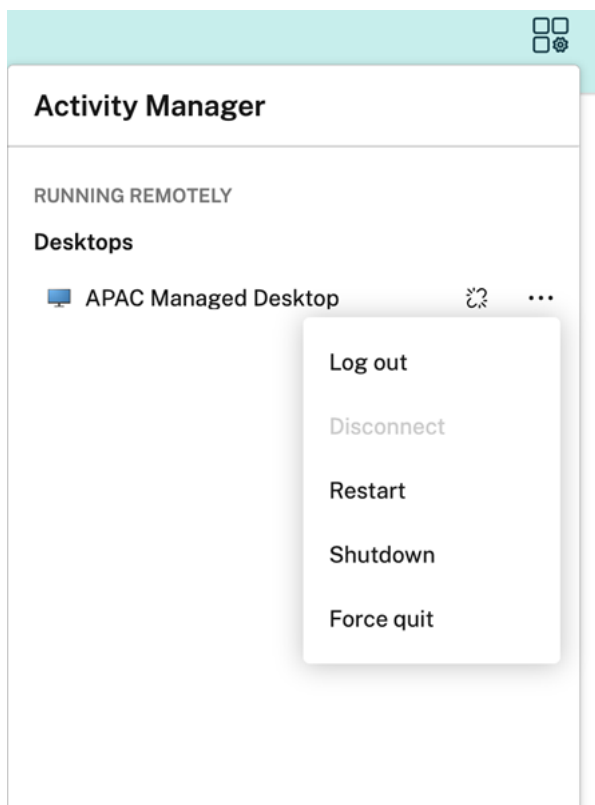 Activity Manager
RUNNING REMOTELY
Desktops
APAC Managed Desktop
Log out
Disconnect
Restart
Shutdown
Force quit